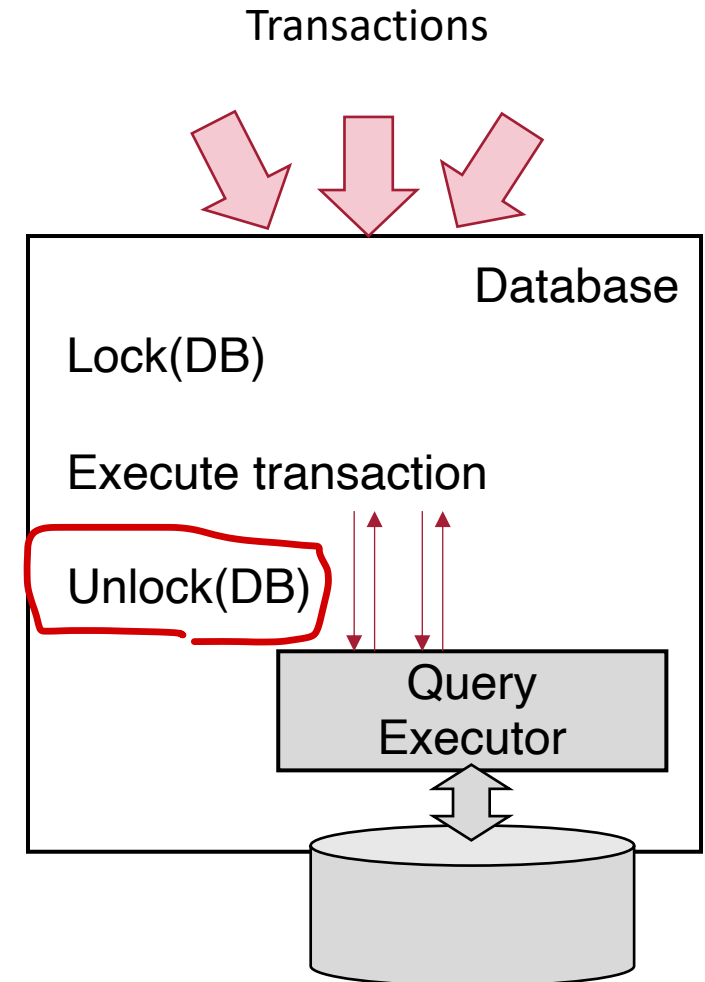 Transactions
Database
Lock(DB)
Execute transaction
Unlock(DB)
Query
Executor